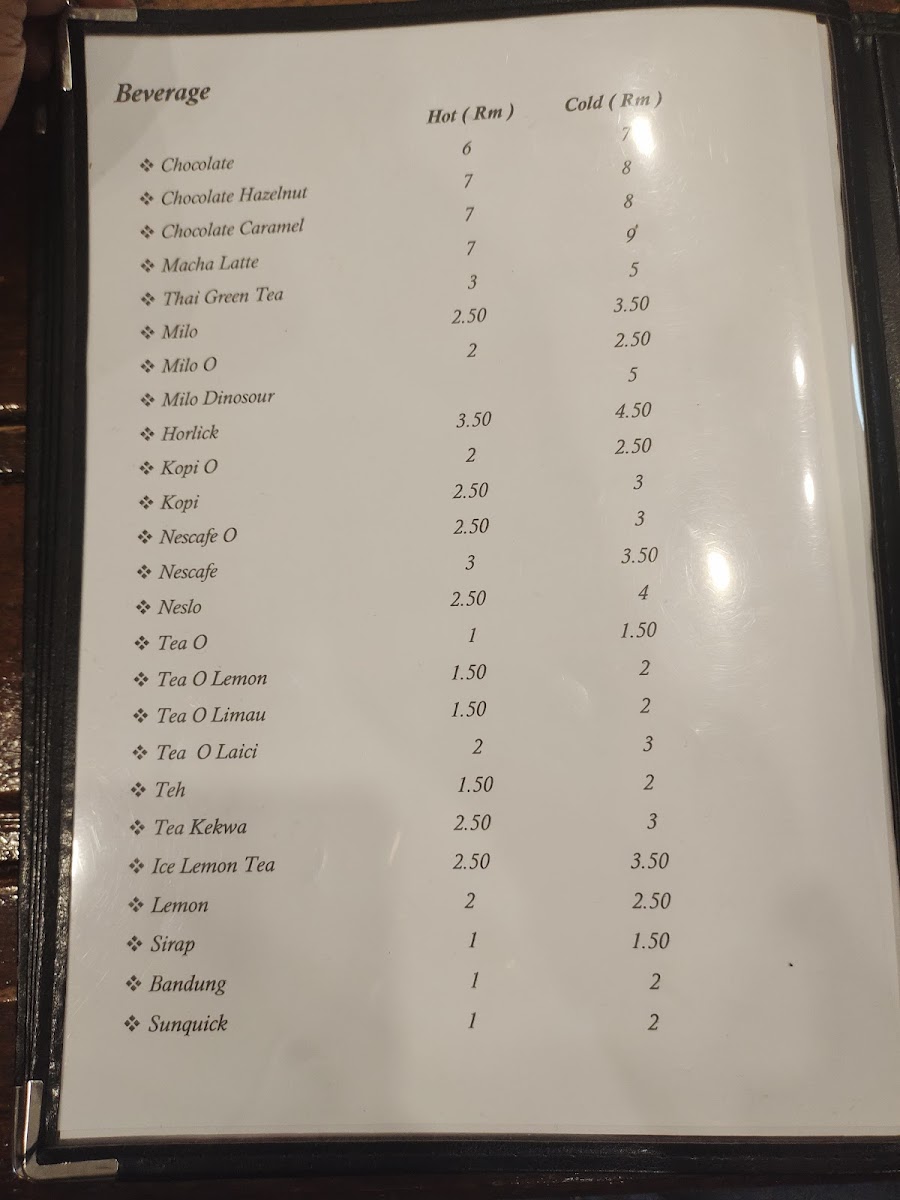 Beverage
Hot ( Rm ) Cold ( Rm )
❖ Chocolate 6 7
❖ Chocolate Hazelnut 7 8
❖ Chocolate Caramel 7 8
❖ Macha Latte 7 9
❖ Thai Green Tea 3 5
❖ Milo 2.50 3.50
❖ Milo O 2 2.50
❖ Milo Dinosour 5
❖ Horlick 3.50 4.50
❖ Kopi O 2 2.50
❖ Kopi 2.50 3
❖ Nescafe O 2.50 3
❖ Nescafe 3 3.50
❖ Neslo 2.50 4
❖ Tea O 1 1.50
❖ Tea O Lemon 1.50 2
❖ Tea O Limau 1.50 2
❖ Tea O Laici 2 3
❖ Teh 1.50 2
❖ Tea Kekwa 2.50 3
❖ Ice Lemon Tea 2.50 3.50
❖ Lemon 2 2.50
❖ Sirap 1 1.50
❖ Bandung 1 2
❖ Sunquick 1 2